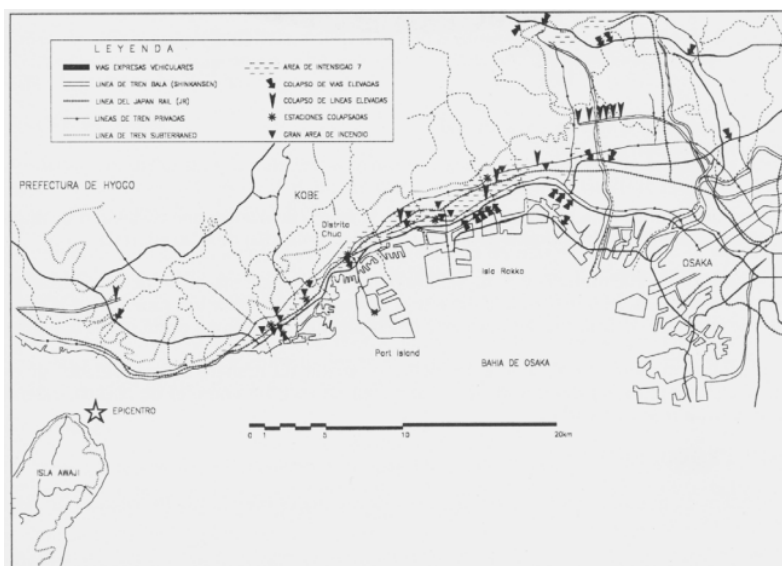 LEYENDA
VIAS EXPRESAS VEHICULARES
LINEA DE TREN BALA (SHINKANSEN)
LINEA DEL JAPAN RAIL (JR)
LINEAS DE TREN PRIVADAS
LINEA DE TREN SUBTERRANEO
AREA DE INTENSIDAD 7
COLAPSO DE VIAS ELEVADAS
COLAPSO DE LINEAS ELEVADAS
ESTACIONES COLAPSADAS
GRAN AREA DE INCENDIO
PREFECTURA DE HYOGO
KOBE
Distrito
Chuo
Isla Rokko
OSAKA
Port Island
BAHIA DE OSAKA
EPICENTRO
ISLA AWAJI
0 1 5 10 20km